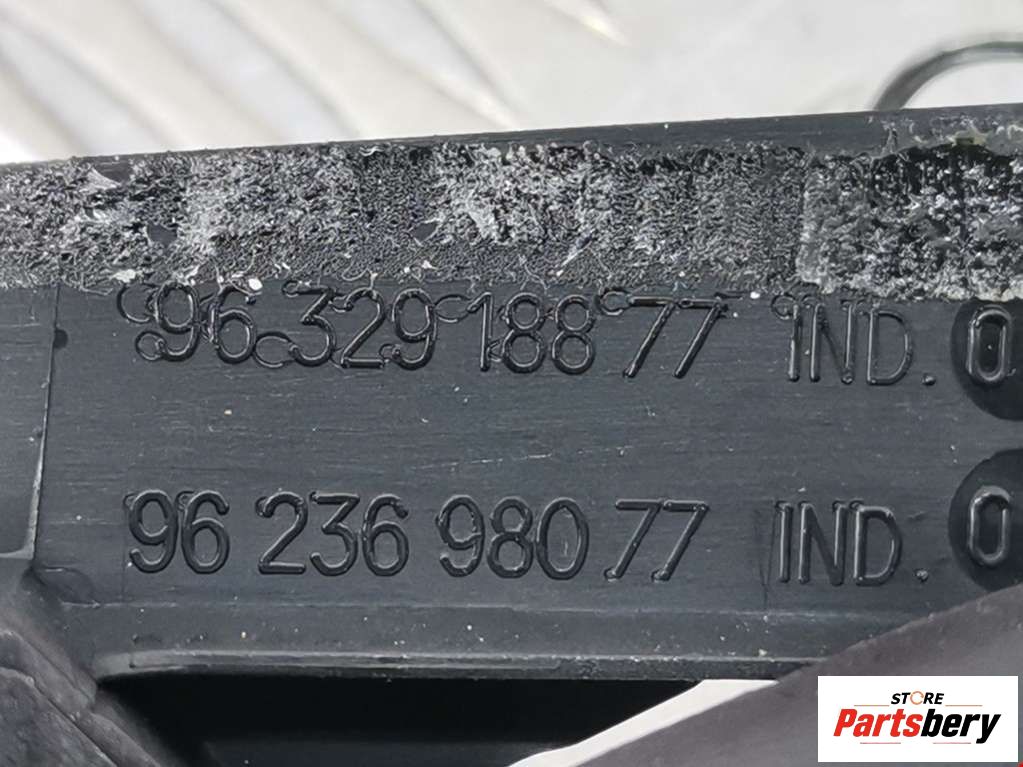 96 329 188 77 IND. 0
96 236 980 77 IND. 0
STORE
Partsbery